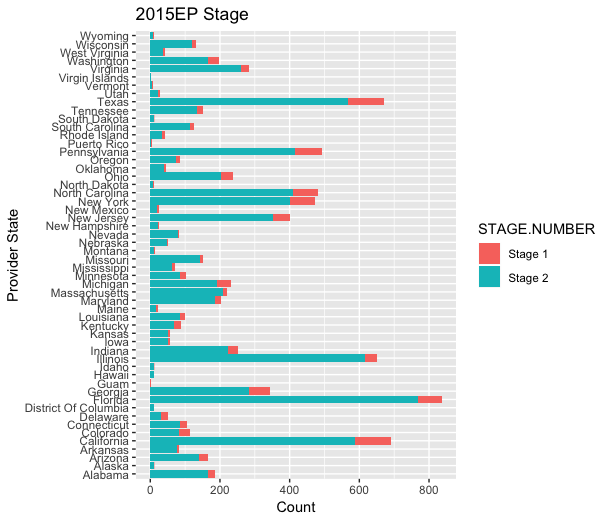 2015EP Stage
Wyoming
Wisconsin
West Virginia
Washington
Virginia
Virgin Islands
Vermont
Utah
Texas
Tennessee
South Dakota
South Carolina
Rhode Island
Puerto Rico
Pennsylvania
Oregon
Oklahoma
Ohio
North Dakota
North Carolina
New York
New Mexico
New Jersey
New Hampshire
Nevada
Nebraska
Montana
Missouri
Mississippi
Minnesota
Michigan
Massachusetts
Maryland
Maine
Louisiana
Kentucky
Kansas
Iowa
Indiana
Illinois
Idaho
Hawaii
Guam
Georgia
Florida
District Of Columbia
Delaware
Connecticut
Colorado
California
Arkansas
Arizona
Alaska
Alabama
Provider State
0 200 400 600 800
Count
STAGE.NUMBER
Stage 1
Stage 2